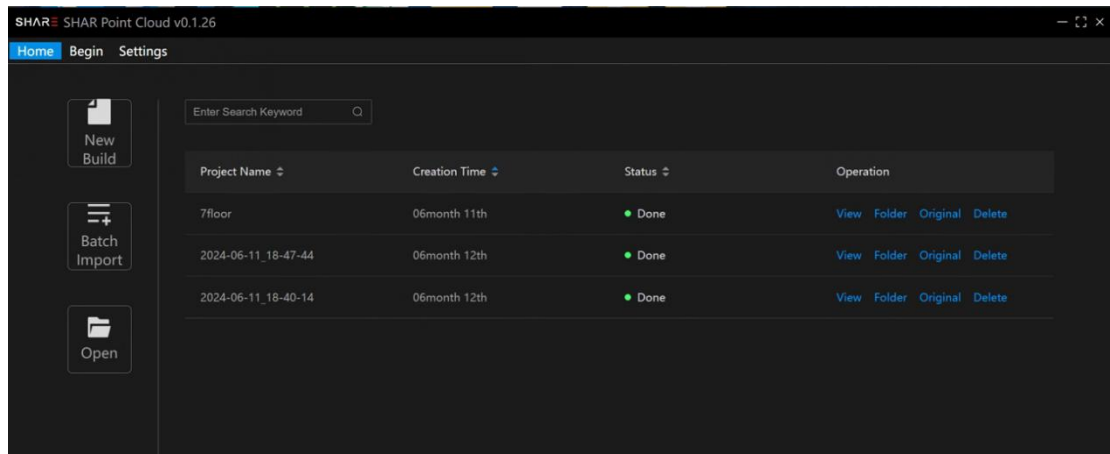 SHARE SHAR Point Cloud v0.1.26
Home Begin Settings
New
Build
Batch
Import
Open
Enter Search Keyword
Project Name Creation Time Status Operation
7floor 06month 11th Done View Folder Original Delete
2024-06-11_18-47-44 06month 12th Done View Folder Original Delete
2024-06-11_18-40-14 06month 12th Done View Folder Original Delete